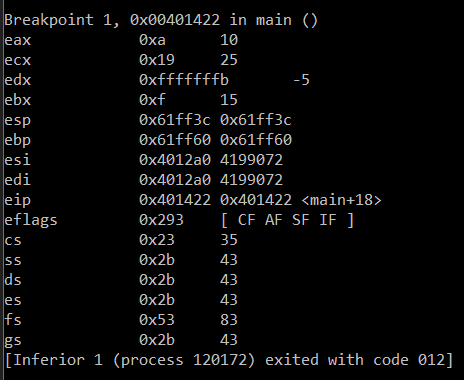 Breakpoint 1, 0x00401422 in main ()
eax 0xa 10
ecx 0x19 25
edx 0xfffffffb -5
ebx 0xf 15
esp 0x61ff3c 0x61ff3c
ebp 0x61ff60 0x61ff60
esi 0x4012a0 4199072
edi 0x4012a0 4199072
eip 0x401422 0x401422 <main+18>
eflags 0x293 [ CF AF SF IF ]
cs 0x23 35
ss 0x2b 43
ds 0x2b 43
es 0x2b 43
fs 0x53 83
gs 0x2b 43
[Inferior 1 (process 120172) exited with code 012]